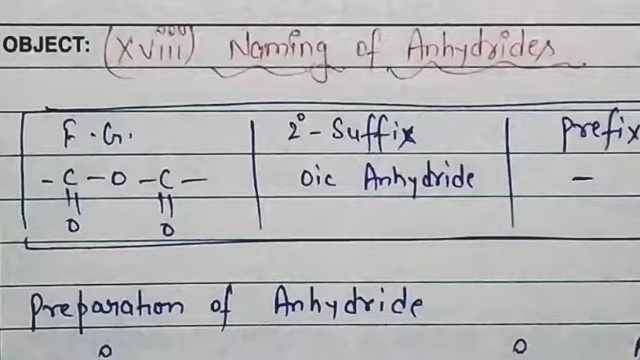 OBJECT: (xviii) Naming of Anhydrides
F.G. 2°-Suffix Prefix
-C-O-C- oic Anhydride -
O O
Preparation of Anhydride
O O